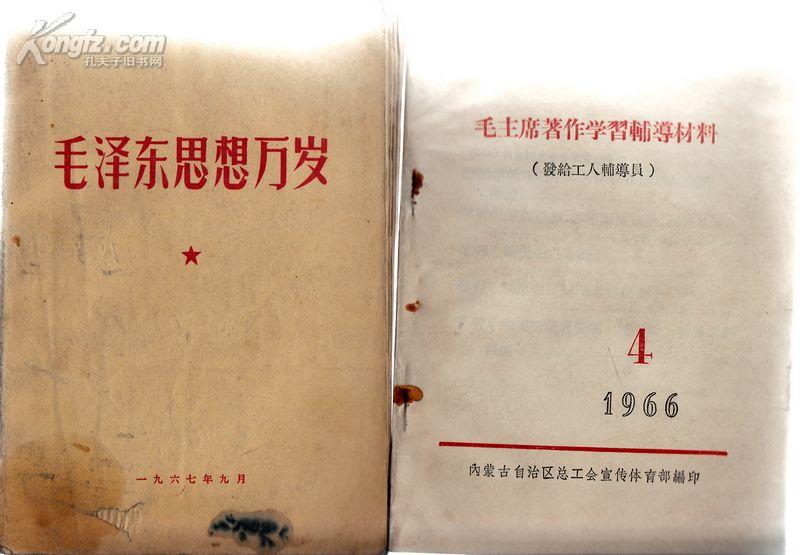 Kongfz.com
孔夫子旧书网
毛泽东思想万岁
一九六七年九月
毛主席著作学習輔導材料
(發給工人輔導員)
4
1966
內蒙古自治区总工会宣传体育部編印